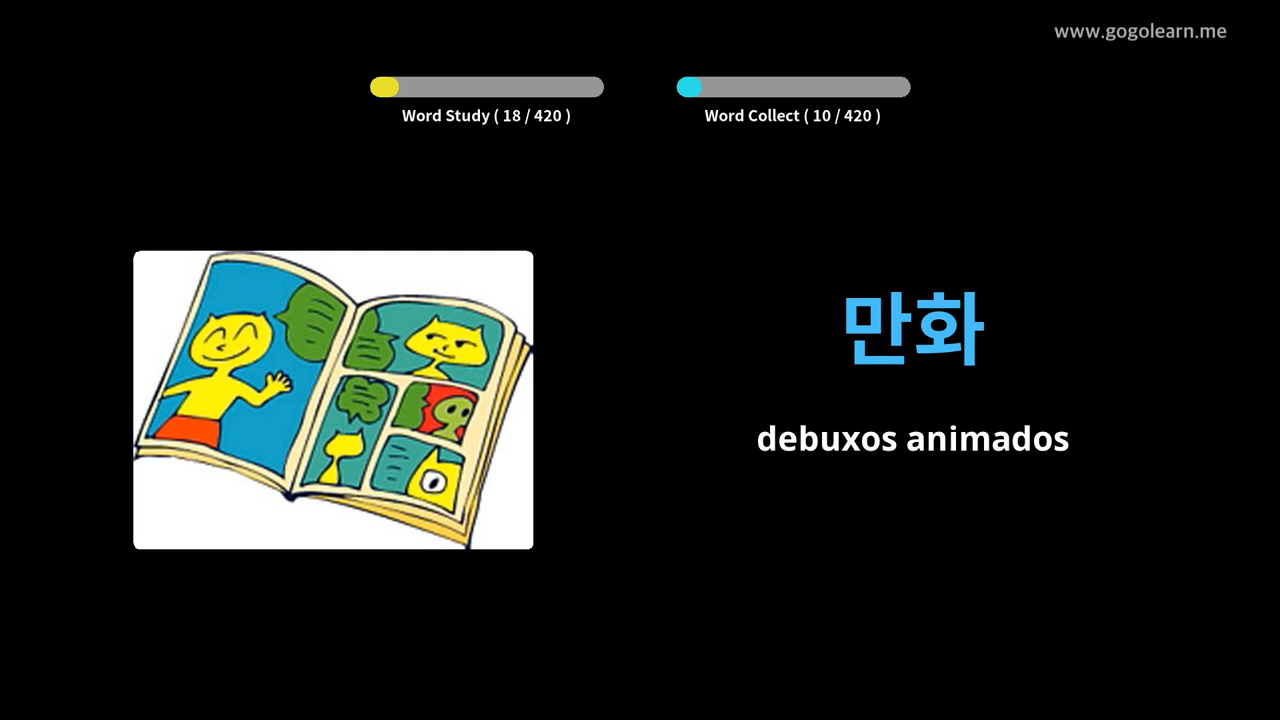 www.gogolearn.me
Word Study ( 18 / 420 )
Word Collect ( 10 / 420 )
만화
debuxos animados